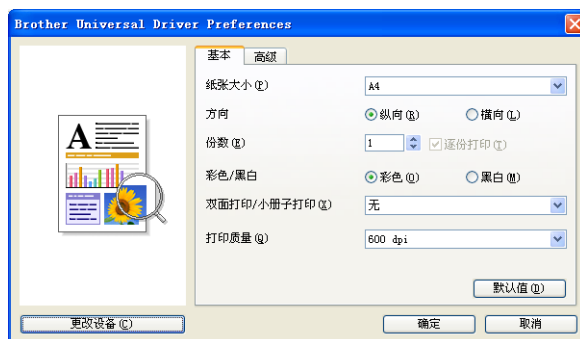 Brother Universal Driver Preferences
基本 高级
纸张大小(P) A4
方向 纵向(R) 横向(L)
份数(E) 1 逐份打印(T)
彩色/黑白 彩色(O) 黑白(M)
双面打印/小册子打印(X) 无
打印质量(Q) 600 dpi
A
默认值(D)
更改设备(C) 确定 取消